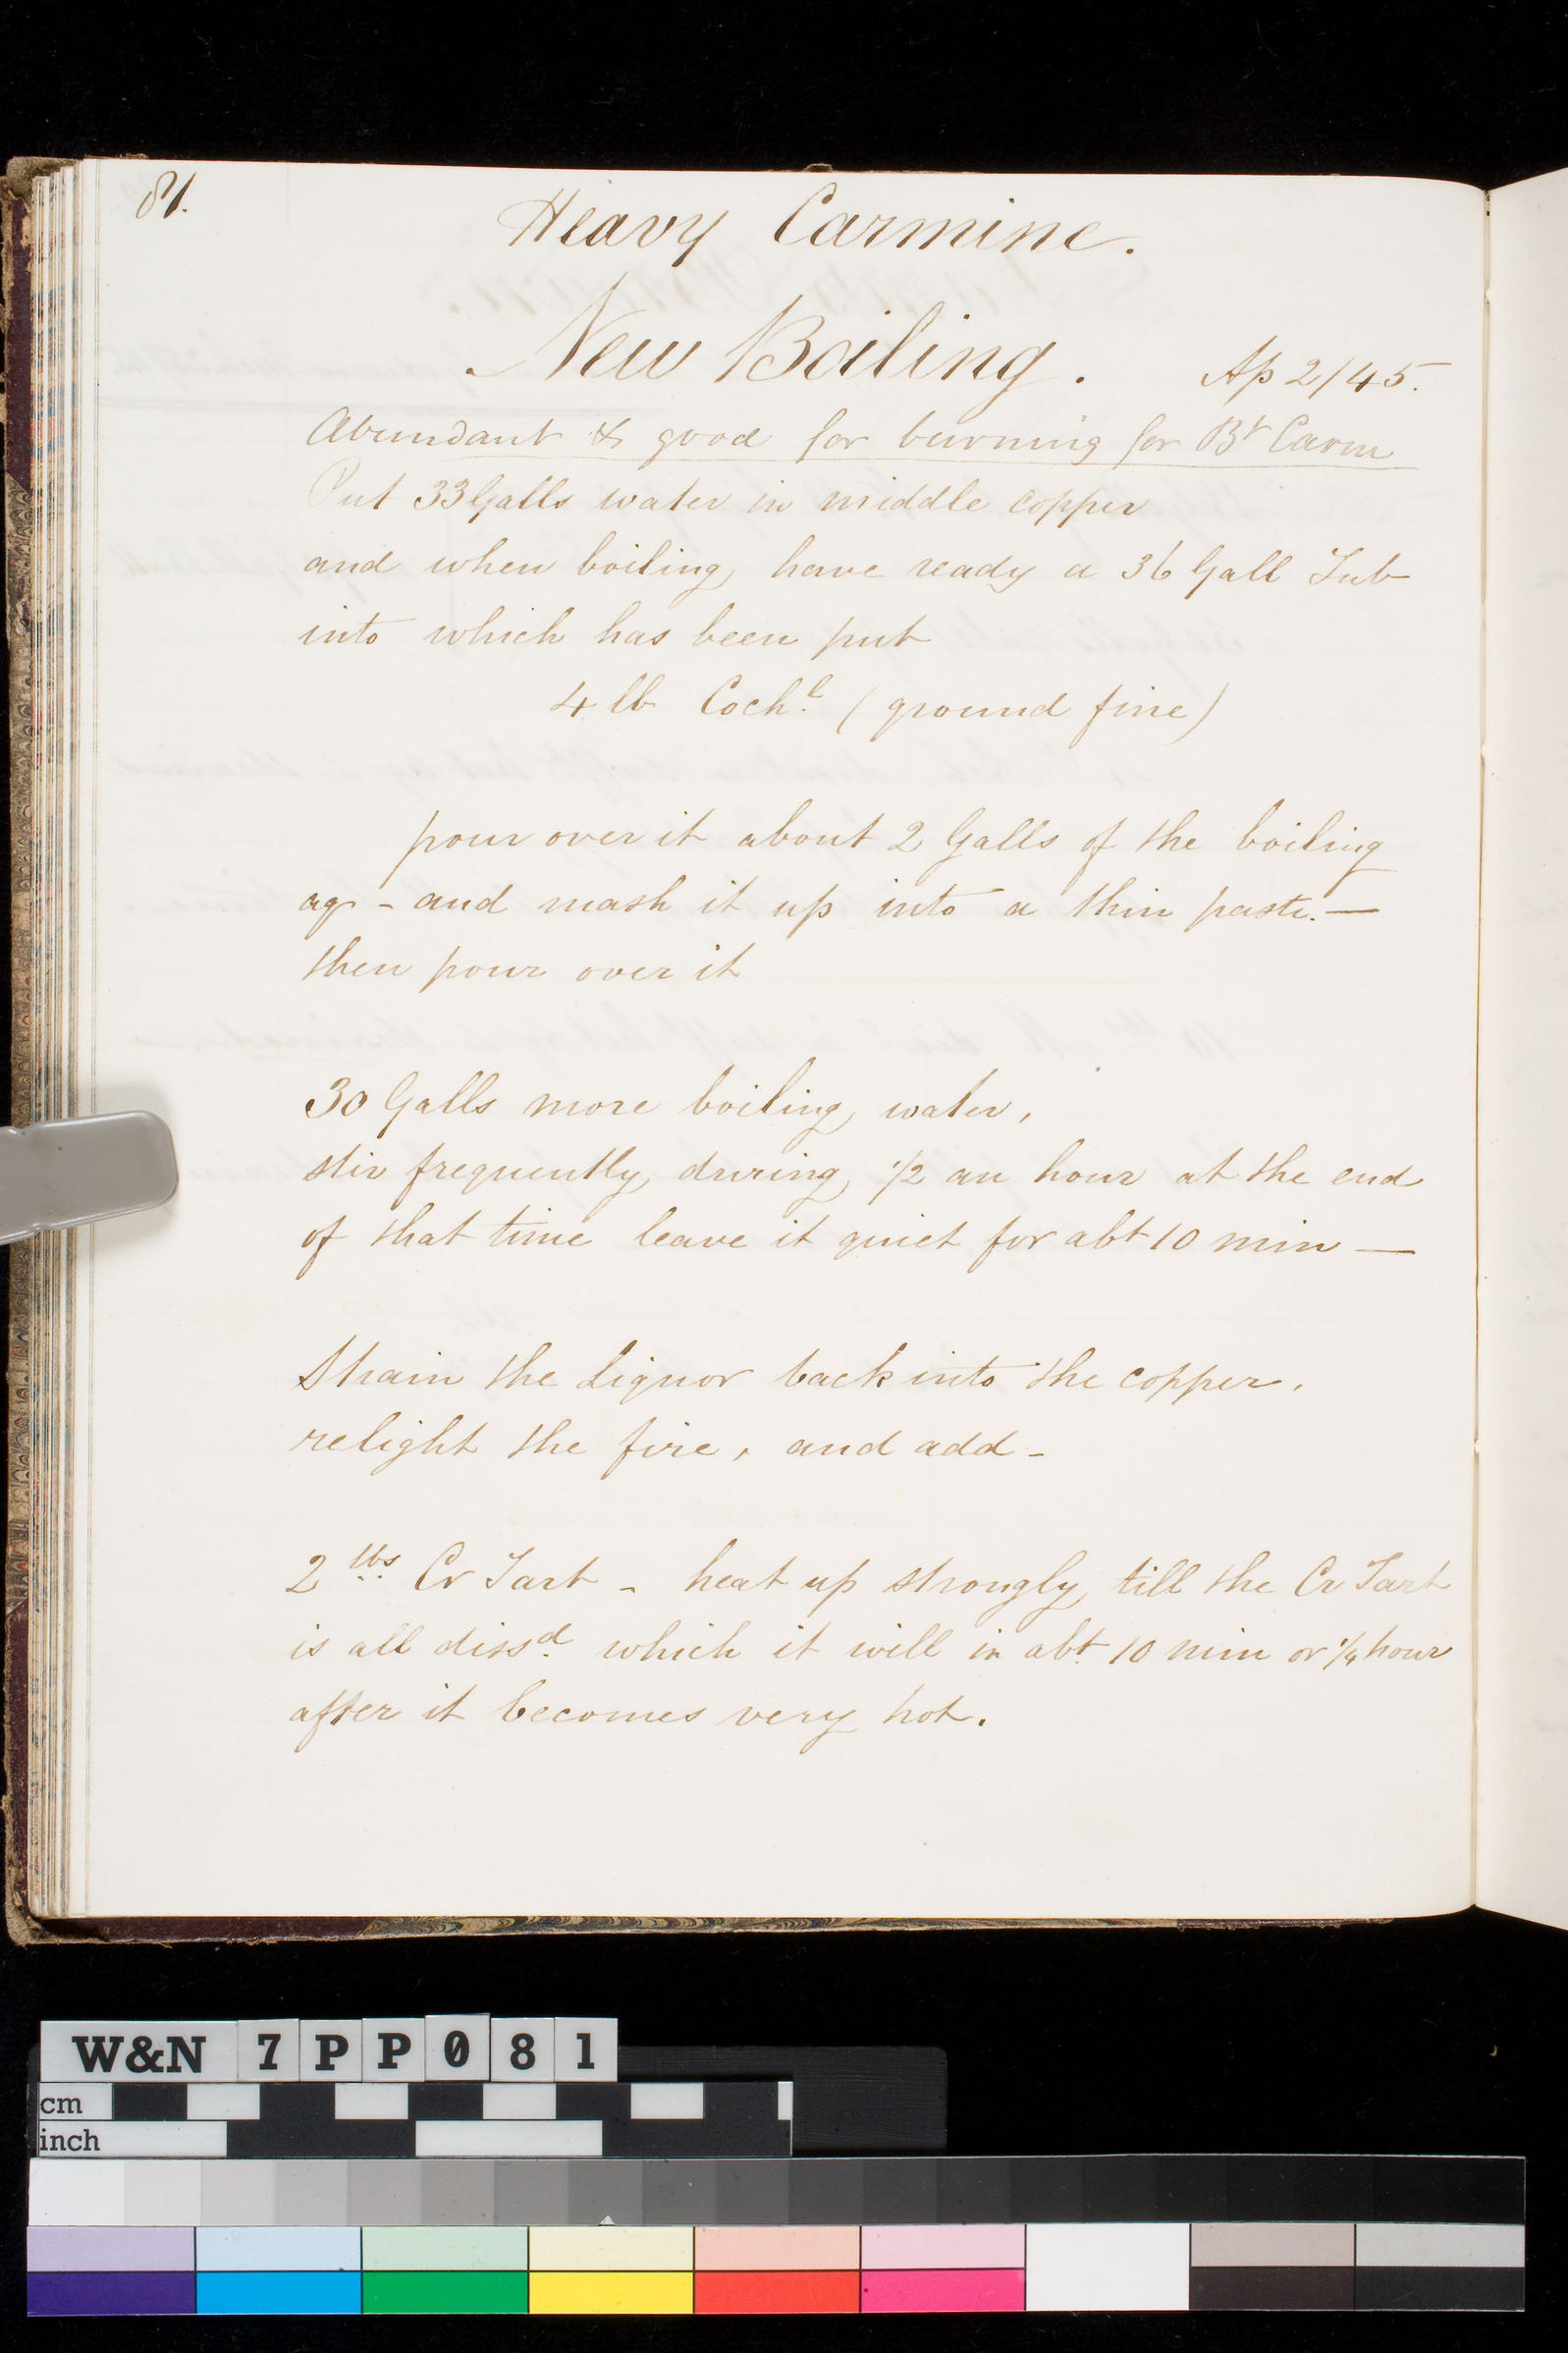 81.
Heavy Carmine.
New Boiling. Ap 2/45.
Abundant & good for burning for Bt Carm
Put 33 Galls water in middle copper
and when boiling, have ready a 36 Gall Tub
into which has been put
4 lb Cochl. (ground fine)
pour over it about 2 Galls of the boiling
aq - and mash it up into a thin paste. —
then pour over it
30 Galls more boiling water,
stir frequently, during, 1/2 an hour at the end
of that time leave it quiet for abt 10 min —
Strain the Liquor back into the copper,
relight the fire, and add -
2 lbs Cr Tart - heat up strongly till the Cr Tart
is all dissd. which it will in abt. 10 min or 1/4 hour
after it becomes very hot.
W&N 7PP081
cm
inch